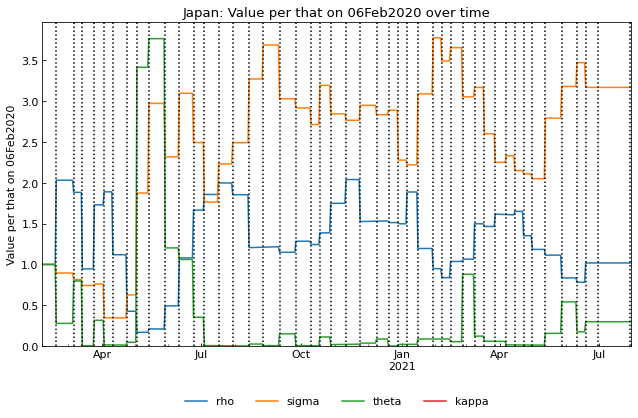 Japan: Value per that on 06Feb2020 over time
Value per that on 06Feb2020
3.5
3.0
2.5
2.0
1.5
1.0
0.5
0.0
Apr
Jul
Oct
Jan
2021
Apr
Jul
rho
sigma
theta
kappa